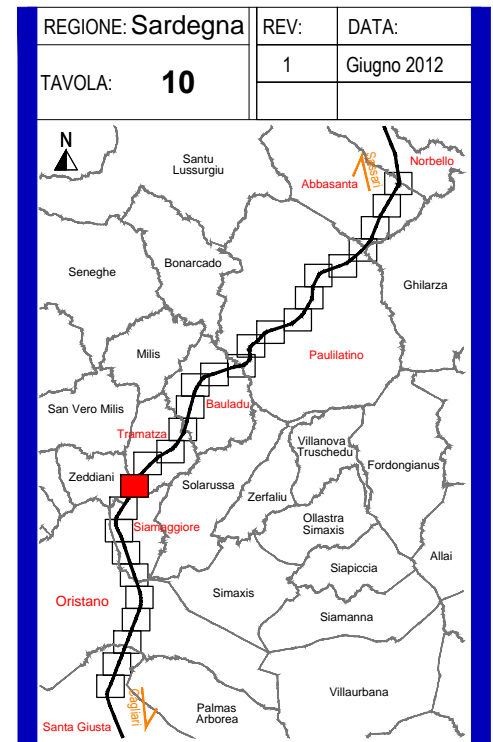 REGIONE: Sardegna
REV:
DATA:
TAVOLA: 10
1
Giugno 2012
N
Santu
Lussurgiu
Sassari
Norbello
Abbasanta
Bonarcado
Seneghe
Ghilarza
Milis
Paulilatino
San Vero Milis
Bauladu
Tramatza
Villanova
Truschedu
Fordongianus
Zeddiani
Solarussa
Zerfaliu
Siamaggiore
Ollastra
Simaxis
Allai
Siapiccia
Oristano
Simaxis
Siamanna
Villaurbana
Cagliari
Palmas
Arborea
Santa Giusta